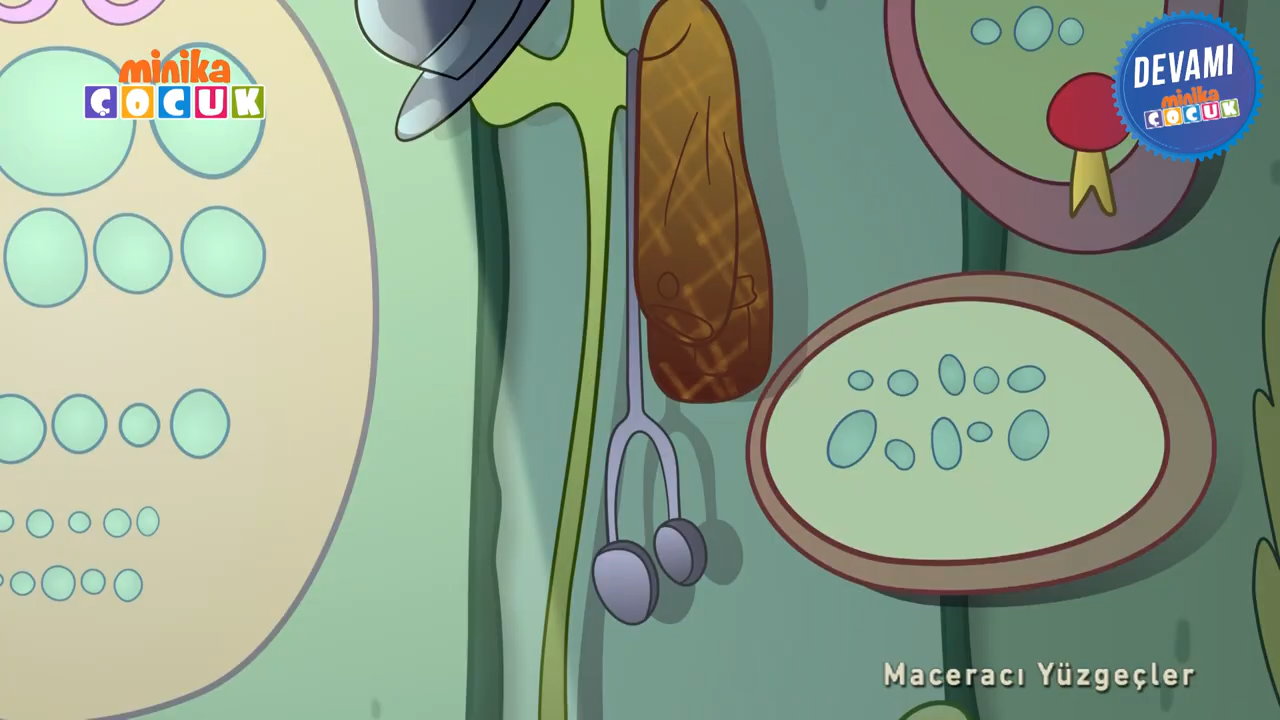 minika
ÇOCUK
DEVAMI
minika
ÇOCUK
Maceracı Yüzgeçler